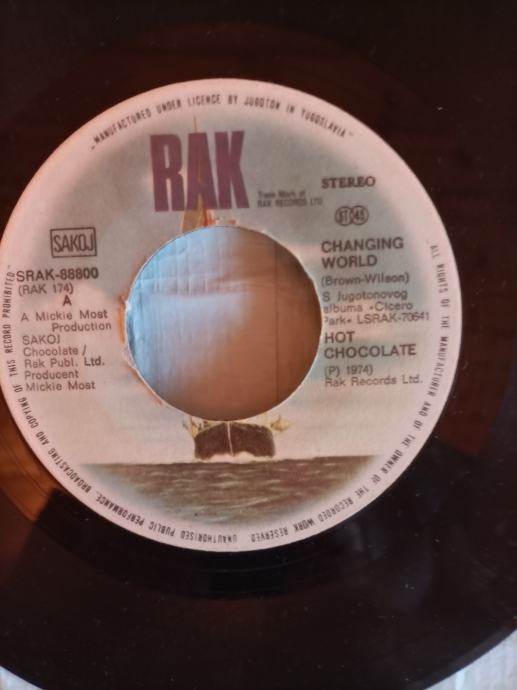 „MANUFACTURED UNDER LICENCE BY JUGOTON IN YUGOSLAVIA"
RAK
Trade Mark of
RAK RECORDS LTD
STEREO
ST 45
SAKOJ
SRAK-88800
(RAK 174)
A
A Mickie Most
Production
SAKOJ
Chocolate /
Rak Publ. Ltd.
Producent
Mickie Most
CHANGING
WORLD
(Brown-Wilson)
S Jugotonovog
albuma »Cicero
Park« LSRAK-70641
HOT
CHOCOLATE
(P) 1974)
Rak Records Ltd.
„ALL RIGHTS OF THE MANUFACTURER AND OF THE OWNER OF THE RECORDED WORK RESERVED. UNAUTHORISED PUBLIC PERFORMANCE, BROADCASTING AND COPYING OF THIS RECORD PROHIBITED"